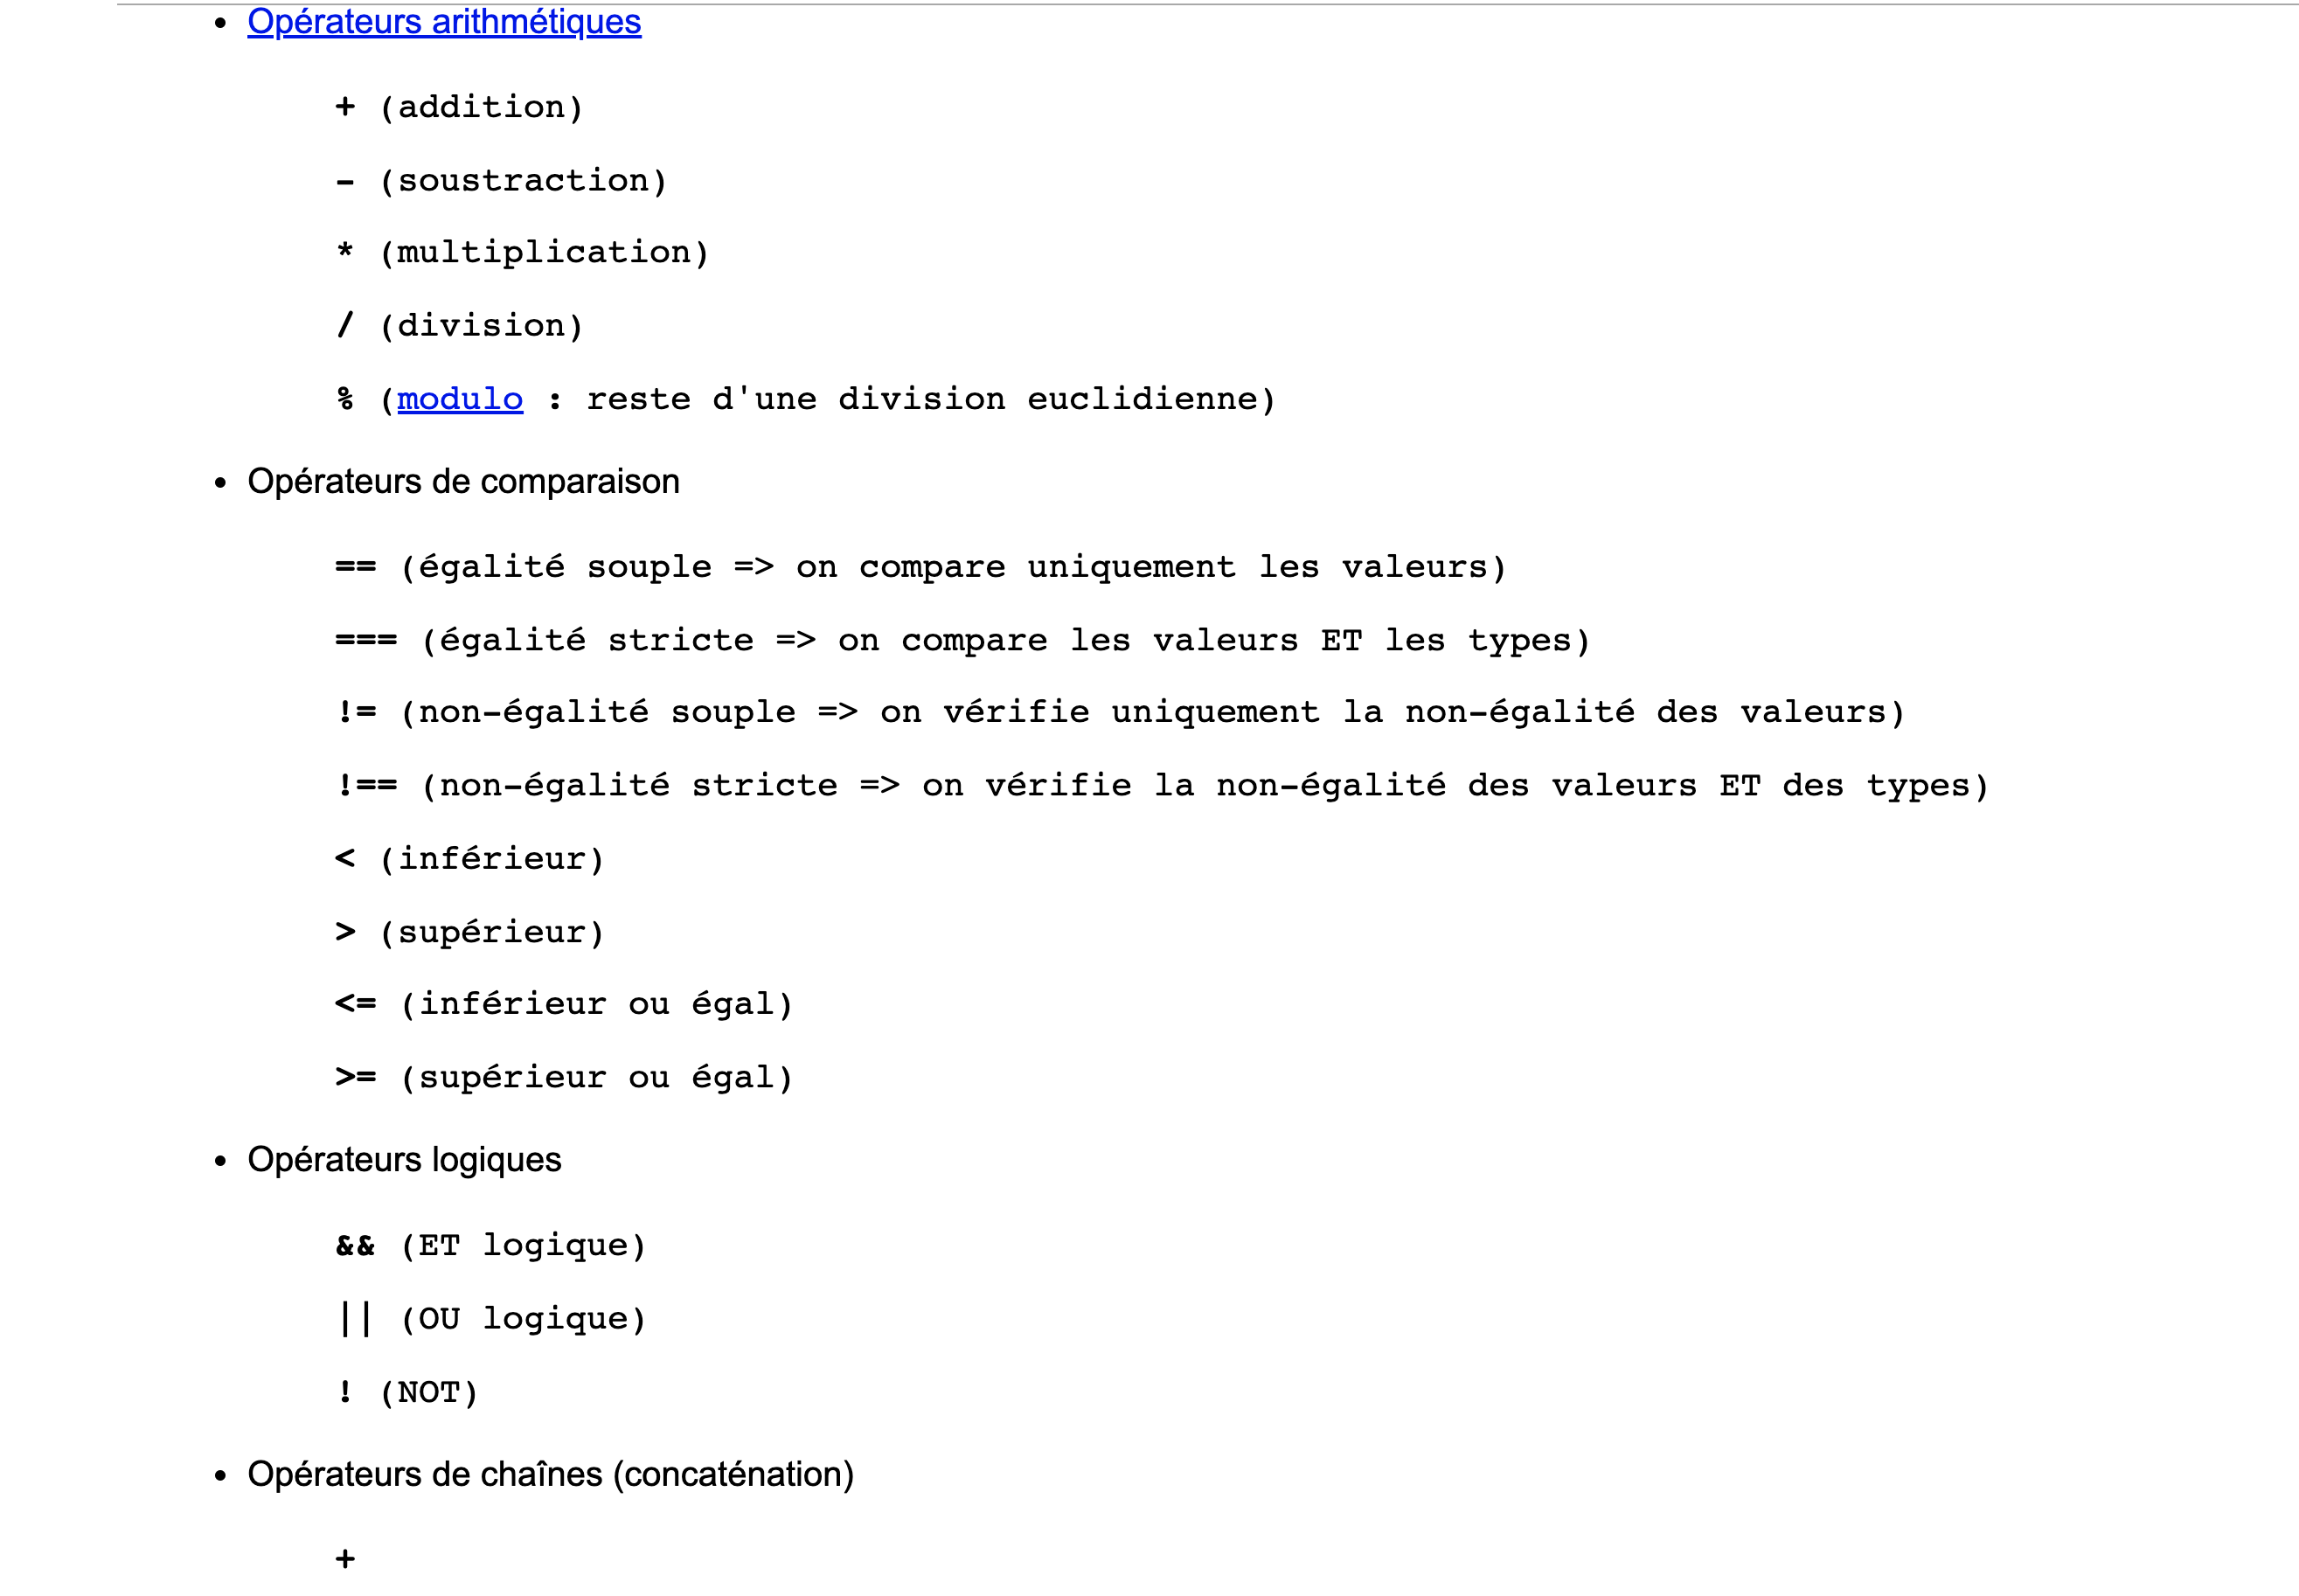 • Opérateurs arithmétiques
+ (addition)
- (soustraction)
* (multiplication)
/ (division)
% (modulo : reste d'une division euclidienne)
• Opérateurs de comparaison
== (égalité souple => on compare uniquement les valeurs)
=== (égalité stricte => on compare les valeurs ET les types)
!= (non-égalité souple => on vérifie uniquement la non-égalité des valeurs)
!== (non-égalité stricte => on vérifie la non-égalité des valeurs ET des types)
< (inférieur)
> (supérieur)
<= (inférieur ou égal)
>= (supérieur ou égal)
• Opérateurs logiques
&& (ET logique)
|| (OU logique)
! (NOT)
• Opérateurs de chaînes (concaténation)
+